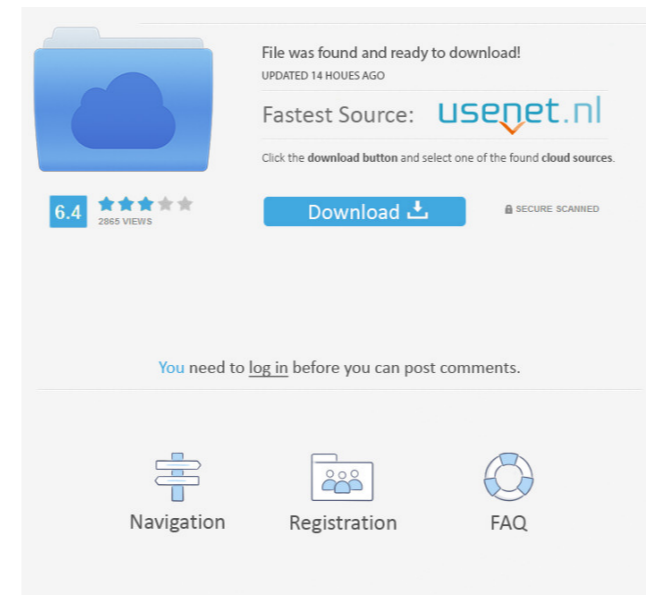 File was found and ready to download!
UPDATED 14 HOUES AGO
Fastest Source: usenet.nl
Click the download button and select one of the found cloud sources.
6.4
2865 VIEWS
Download
SECURE SCANNED
You need to log in before you can post comments.
Navigation
Registration
FAQ